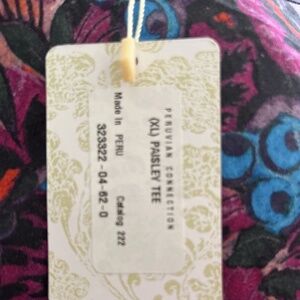 PERUVIAN CONNECTION
(XL) PAISLEY TEE
Made In PERU Catalog 222
323322-04-62-0